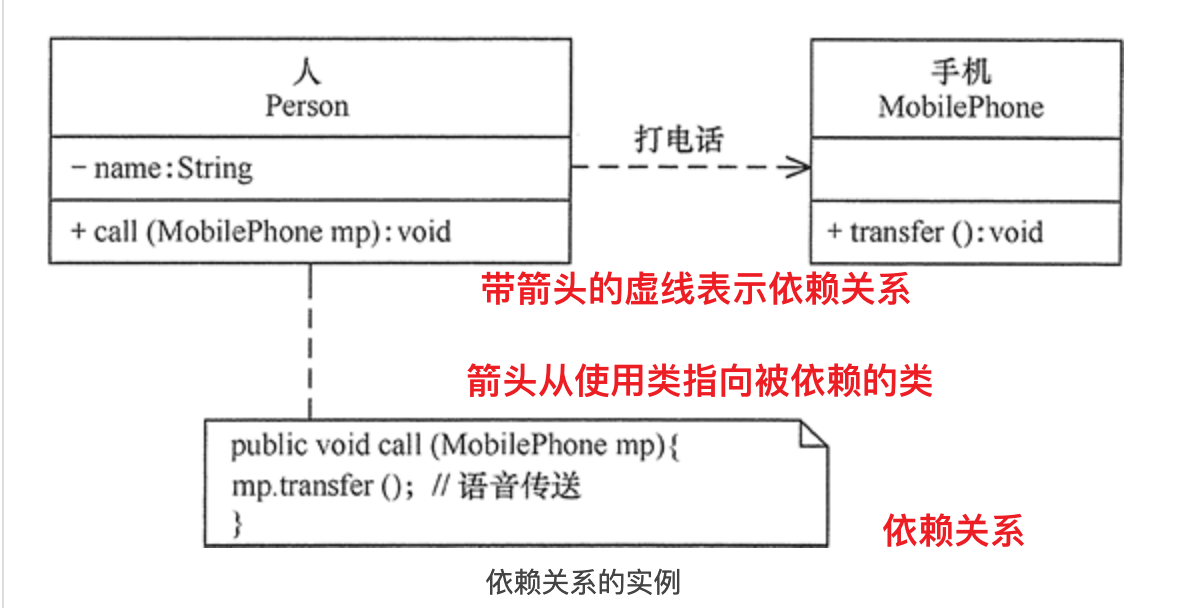 人
Person
- name:String
+ call (MobilePhone mp):void
打电话
手机
MobilePhone
+ transfer ():void
带箭头的虚线表示依赖关系
箭头从使用类指向被依赖的类
public void call (MobilePhone mp){
mp.transfer (); // 语音传送
}
依赖关系
依赖关系的实例